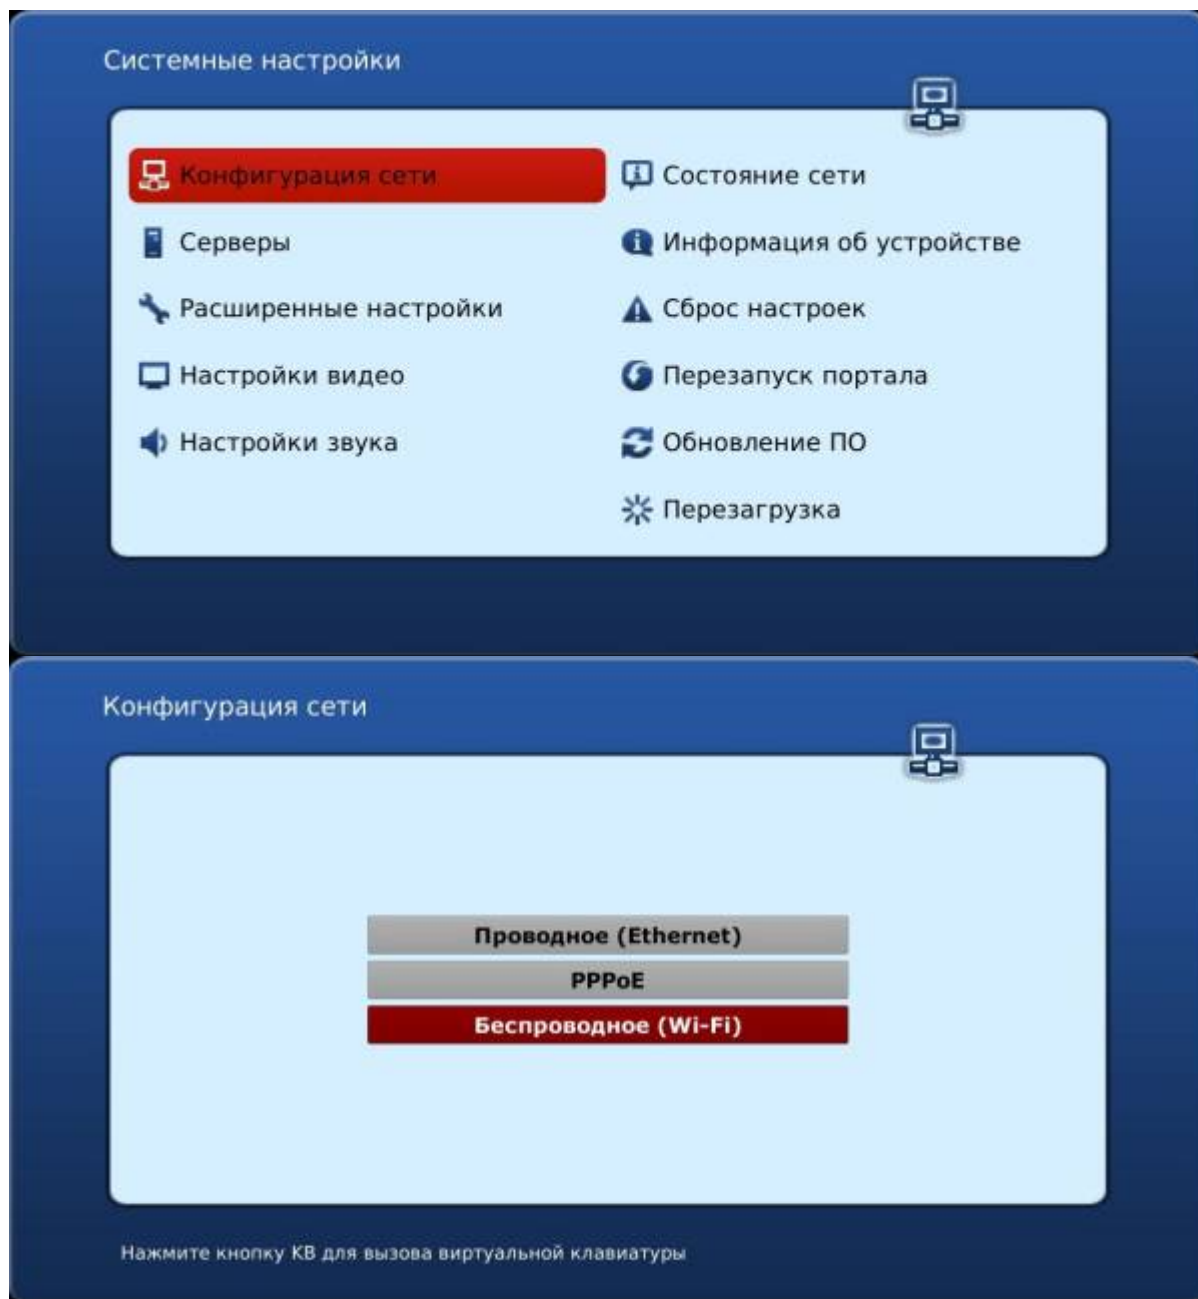 Системные настройки
Конфигурация сети
Серверы
Расширенные настройки
Настройки видео
Настройки звука
Состояние сети
Информация об устройстве
Сброс настроек
Перезапуск портала
Обновление ПО
Перезагрузка
Конфигурация сети
Проводное (Ethernet)
PPPoE
Беспроводное (Wi-Fi)
Нажмите кнопку KB для вызова виртуальной клавиатуры